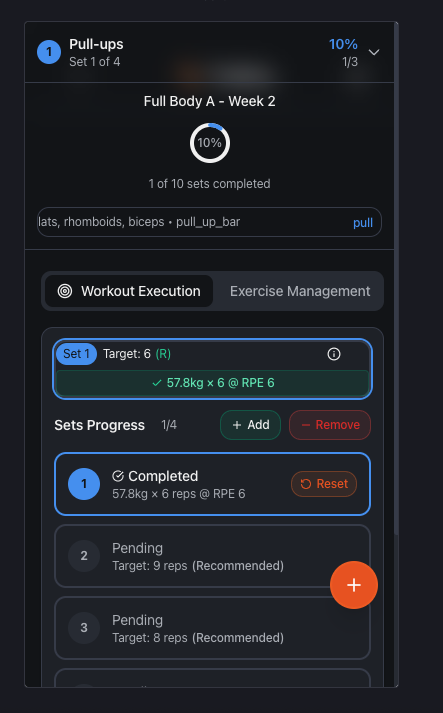 1 Pull-ups 10%
Set 1 of 4 1/3
Full Body A - Week 2
10%
1 of 10 sets completed
lats, rhomboids, biceps • pull_up_bar pull
Workout Execution Exercise Management
Set 1 Target: 6 (R)
57.8kg × 6 @ RPE 6
Sets Progress 1/4 + Add − Remove
1 Completed
57.8kg × 6 reps @ RPE 6 Reset
2 Pending
Target: 9 reps (Recommended)
+
3 Pending
Target: 8 reps (Recommended)